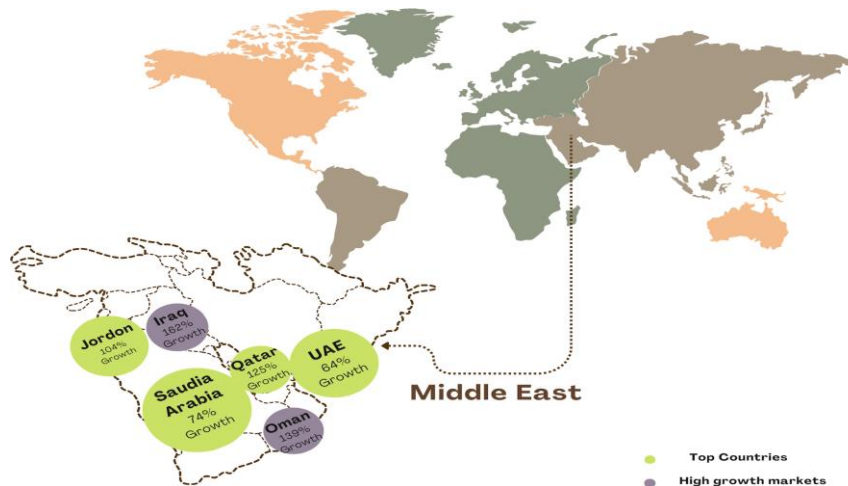 Iraq
162%
Growth
Jordon
104%
Growth
Qatar
125%
Growth
UAE
64%
Growth
Saudia
Arabia
74%
Growth
Middle East
Oman
139%
Growth
Top Countries
High growth markets